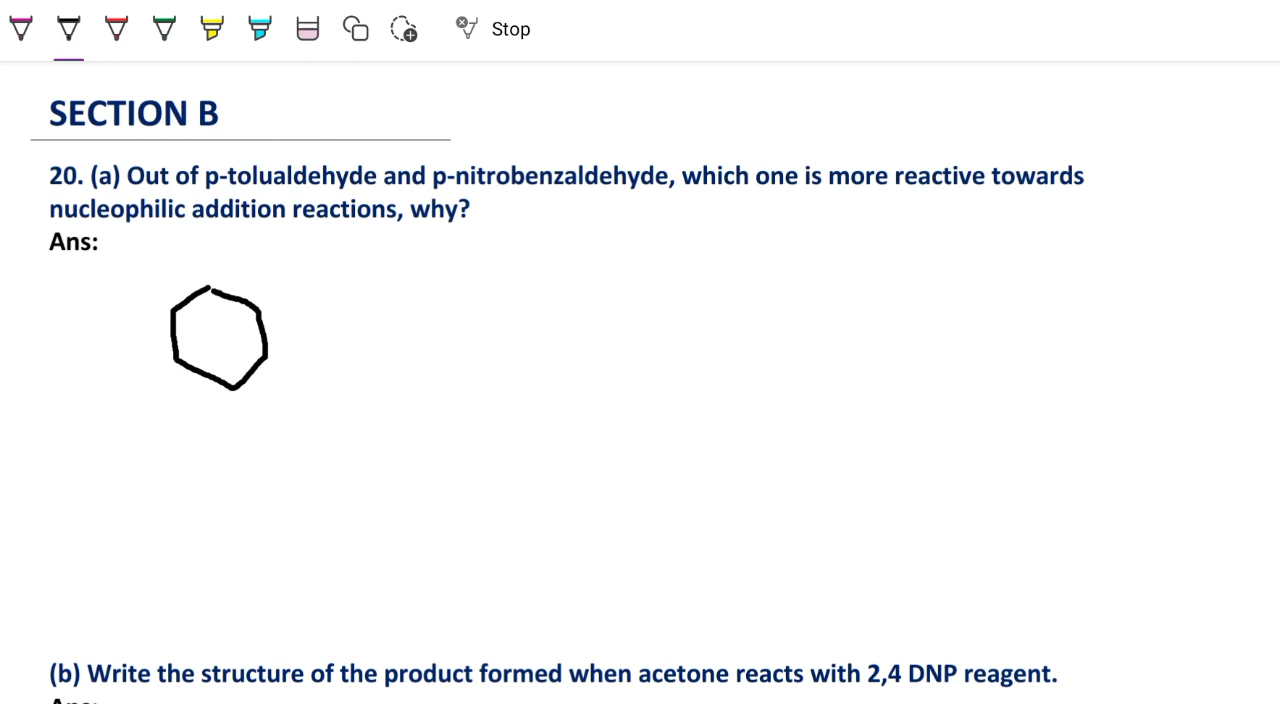 Stop
SECTION B
20. (a) Out of p-tolualdehyde and p-nitrobenzaldehyde, which one is more reactive towards
nucleophilic addition reactions, why?
Ans:
(b) Write the structure of the product formed when acetone reacts with 2,4 DNP reagent.
Ans: